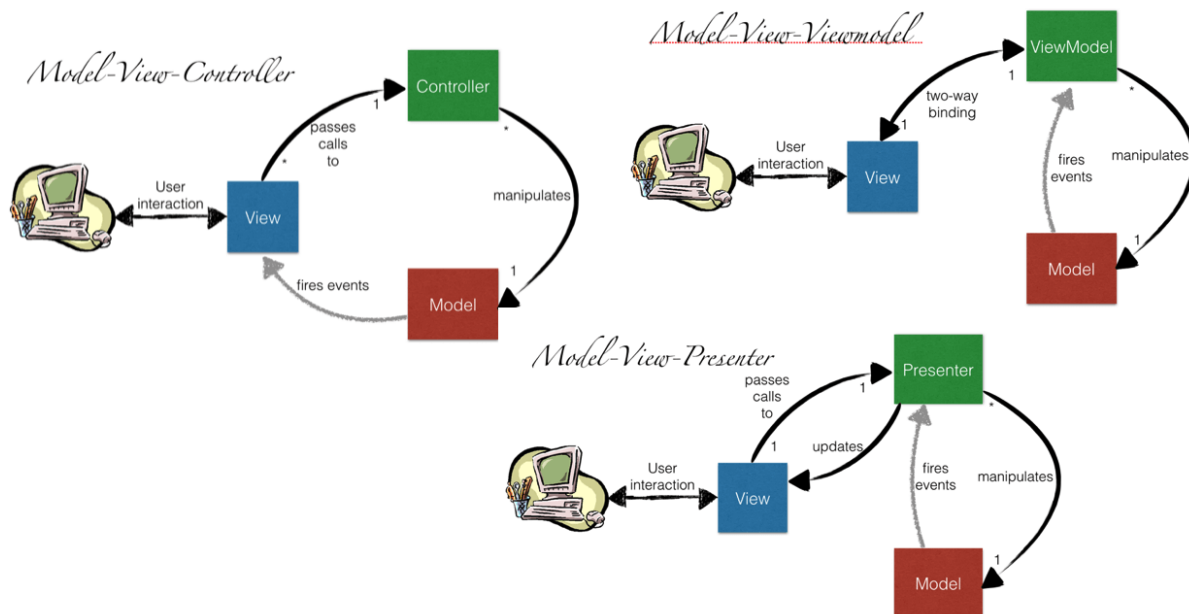 Model-View-Controller
Controller
1
*
passes
calls
to
*
User
interaction
View
manipulates
fires events
1
Model
Model-View-Viewmodel
ViewModel
1
*
two-way
binding
1
User
interaction
View
fires
events
manipulates
1
Model
Model-View-Presenter
Presenter
passes
calls
to
1
*
1
updates
User
interaction
View
fires
events
manipulates
1
Model